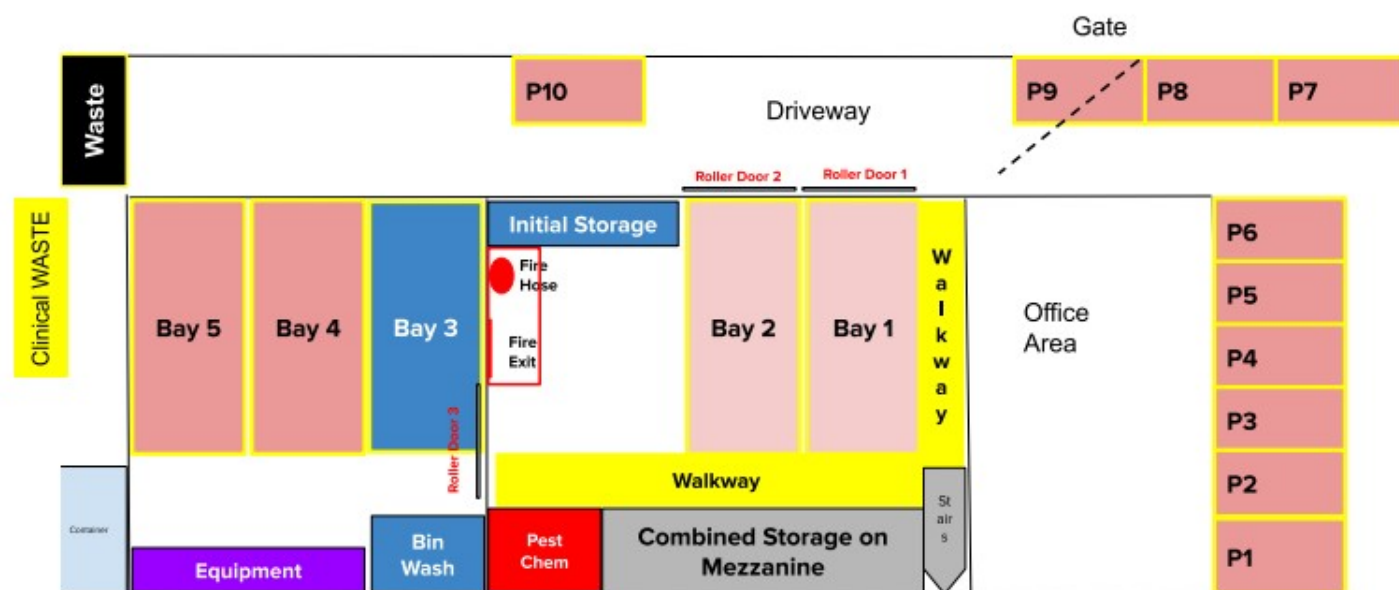 Gate
Waste
P10
Driveway
P9
P8
P7
Roller Door 2
Roller Door 1
Clinical WASTE
Bay 5
Bay 4
Bay 3
Initial Storage
Fire
Hose
Fire
Exit
Roller Door 3
Bay 2
Bay 1
Walkway
Office
Area
P6
P5
P4
P3
P2
P1
Walkway
St
air
s
Container
Equipment
Bin
Wash
Pest
Chem
Combined Storage on
Mezzanine